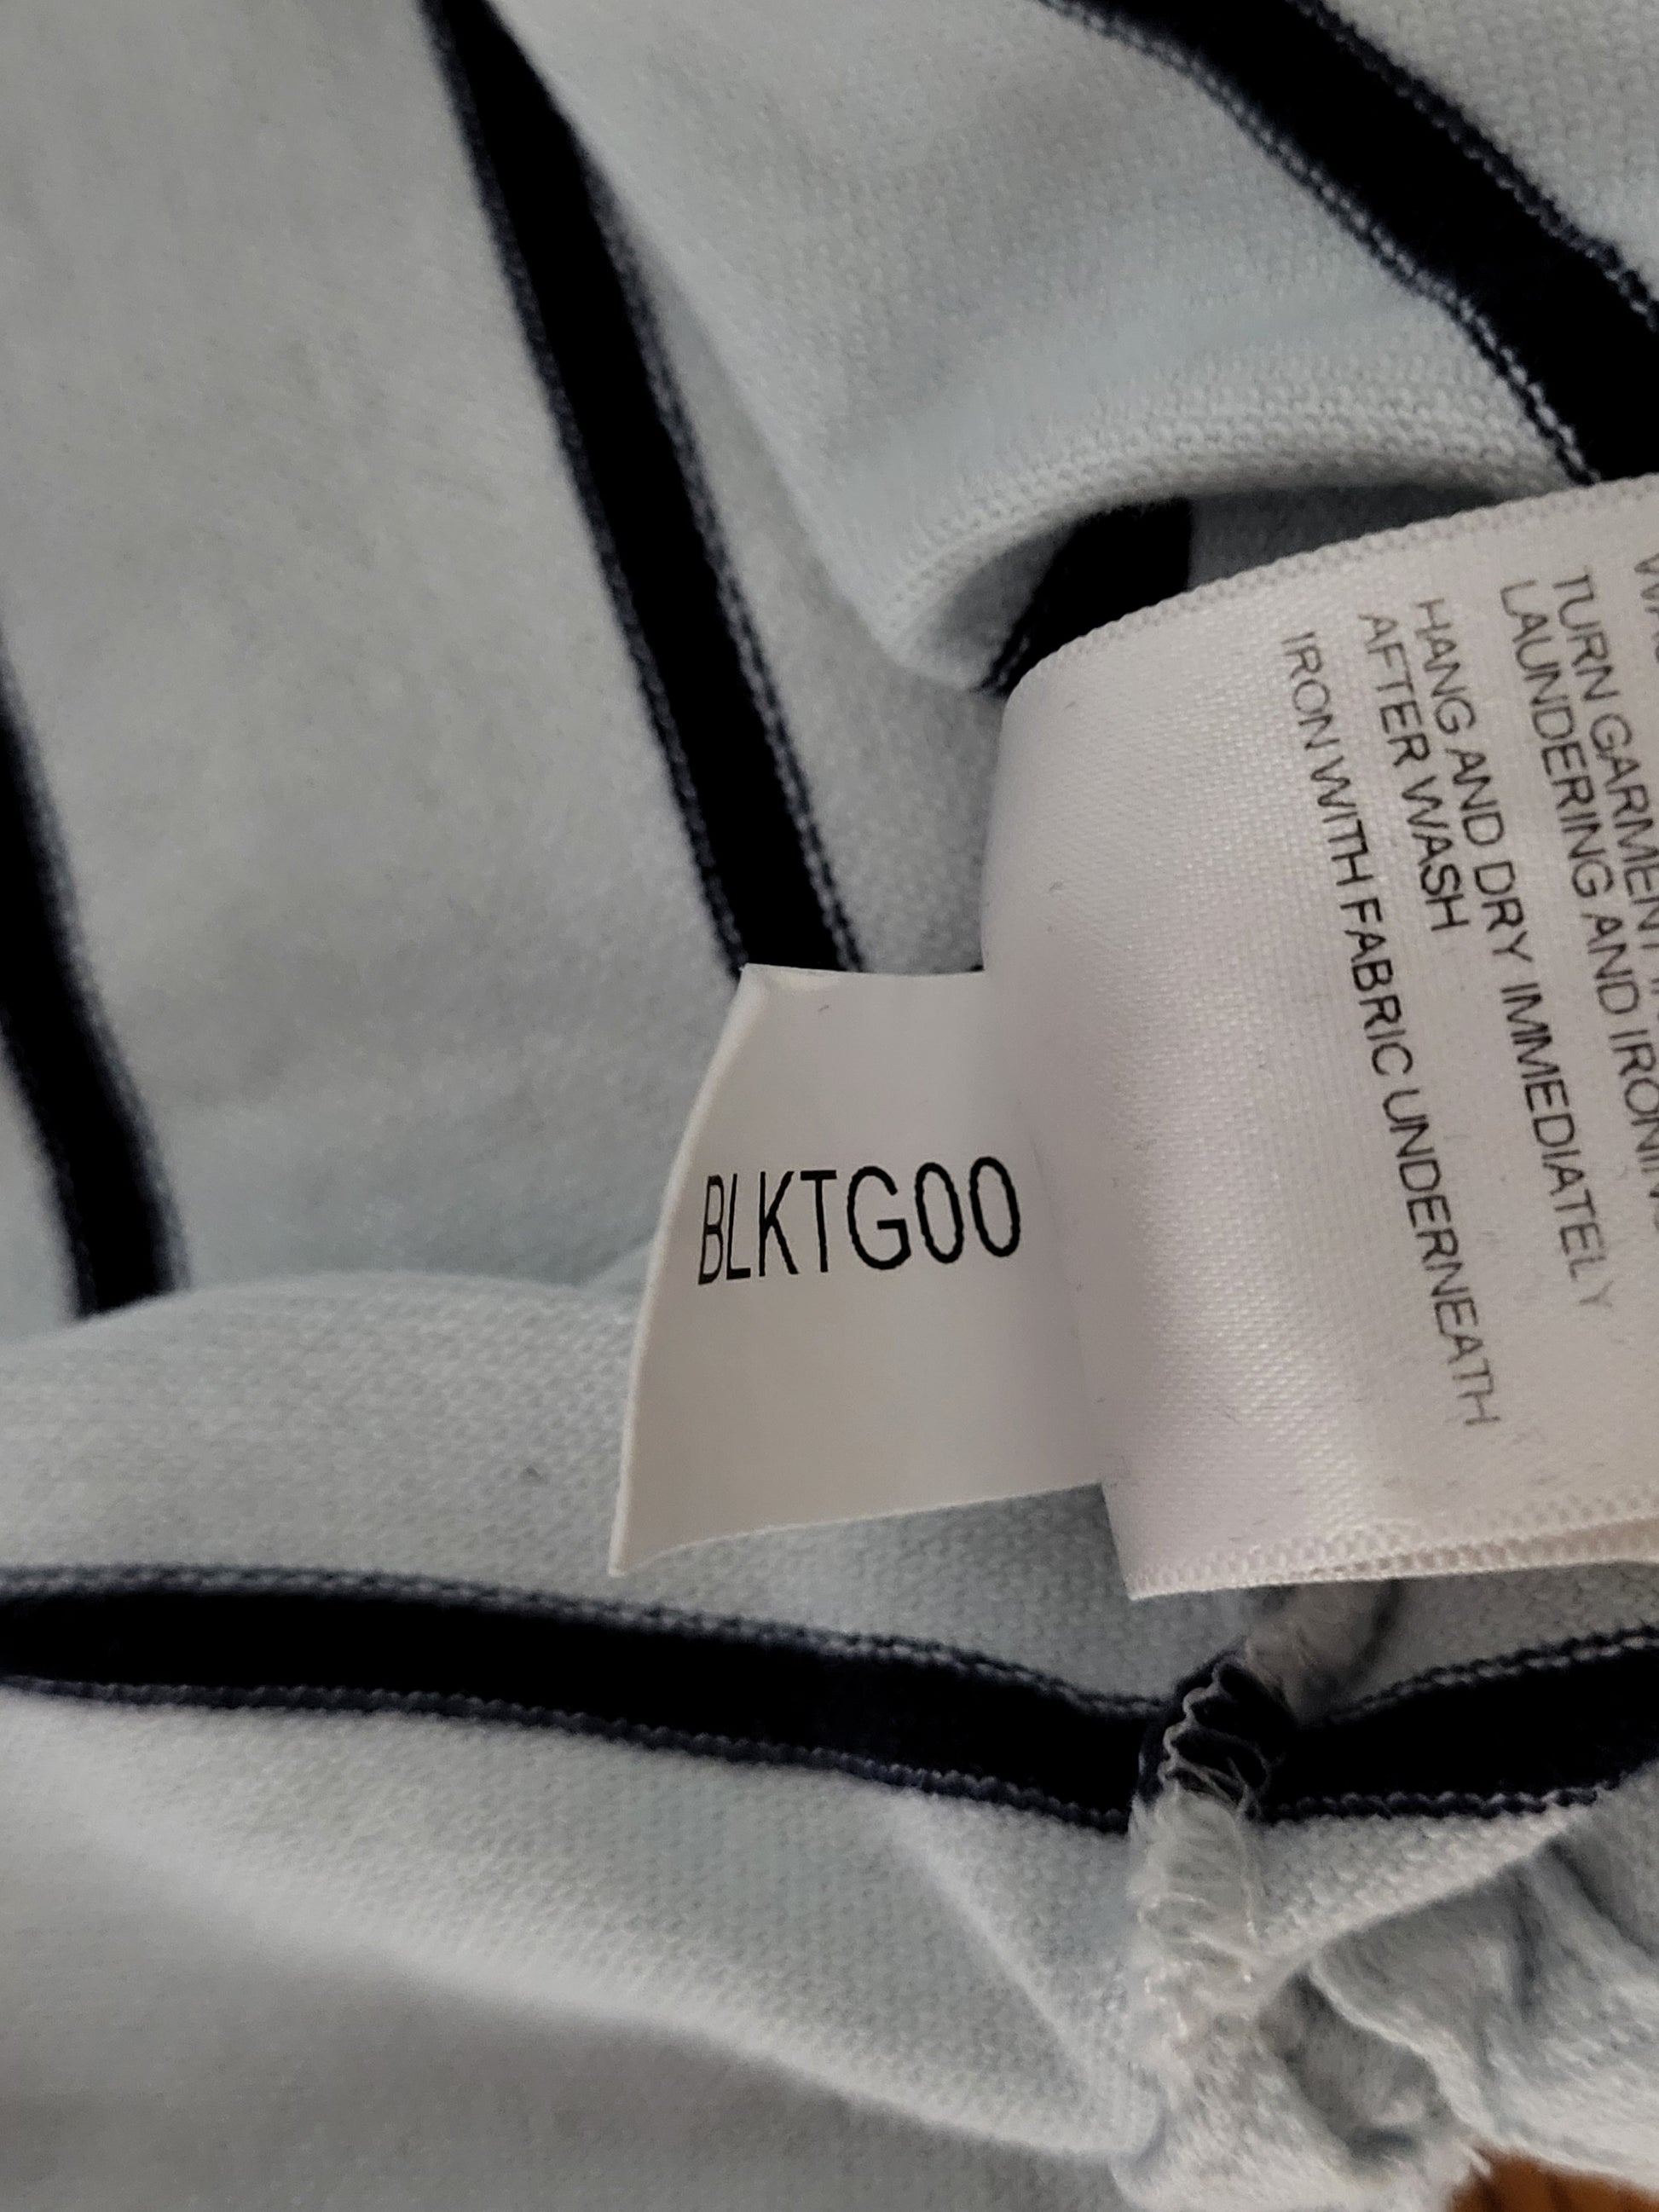 TURN GARMENT
LAUNDERING AND IRONING
HANG AND DRY IMMEDIATELY
AFTER WASH
IRON WITH FABRIC UNDERNEATH
BLKTG00